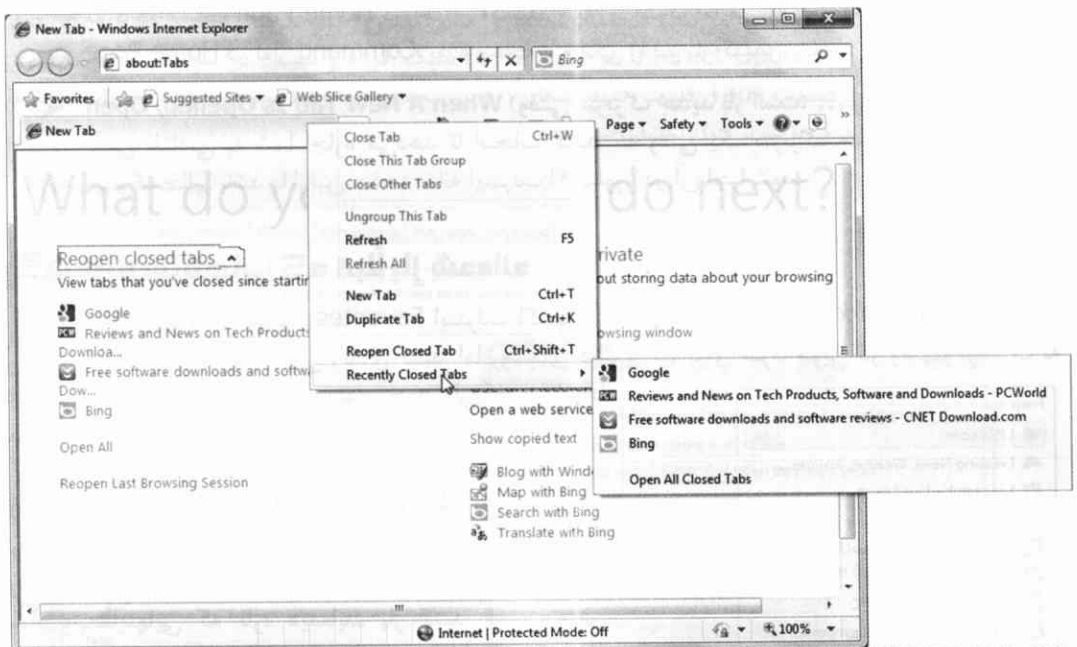 New Tab - Windows Internet Explorer
about:Tabs
Bing
Favorites
Suggested Sites
Web Slice Gallery
New Tab
Page
Safety
Tools
What do yo
do next?
Reopen closed tabs
View tabs that you've closed since startin
Google
Reviews and News on Tech Products
Downloa...
Free software downloads and softwa
Dow...
Bing
Open All
Reopen Last Browsing Session
Close Tab Ctrl+W
Close This Tab Group
Close Other Tabs
Ungroup This Tab
Refresh F5
Refresh All
New Tab Ctrl+T
Duplicate Tab Ctrl+K
Reopen Closed Tab Ctrl+Shift+T
Recently Closed Tabs
rivate
out storing data about your browsing
owsing window
Open a web service
Show copied text
Blog with Windo
Map with Bing
Search with Bing
Translate with Bing
Google
Reviews and News on Tech Products, Software and Downloads - PCWorld
Free software downloads and software reviews - CNET Download.com
Bing
Open All Closed Tabs
Internet | Protected Mode: Off
100%